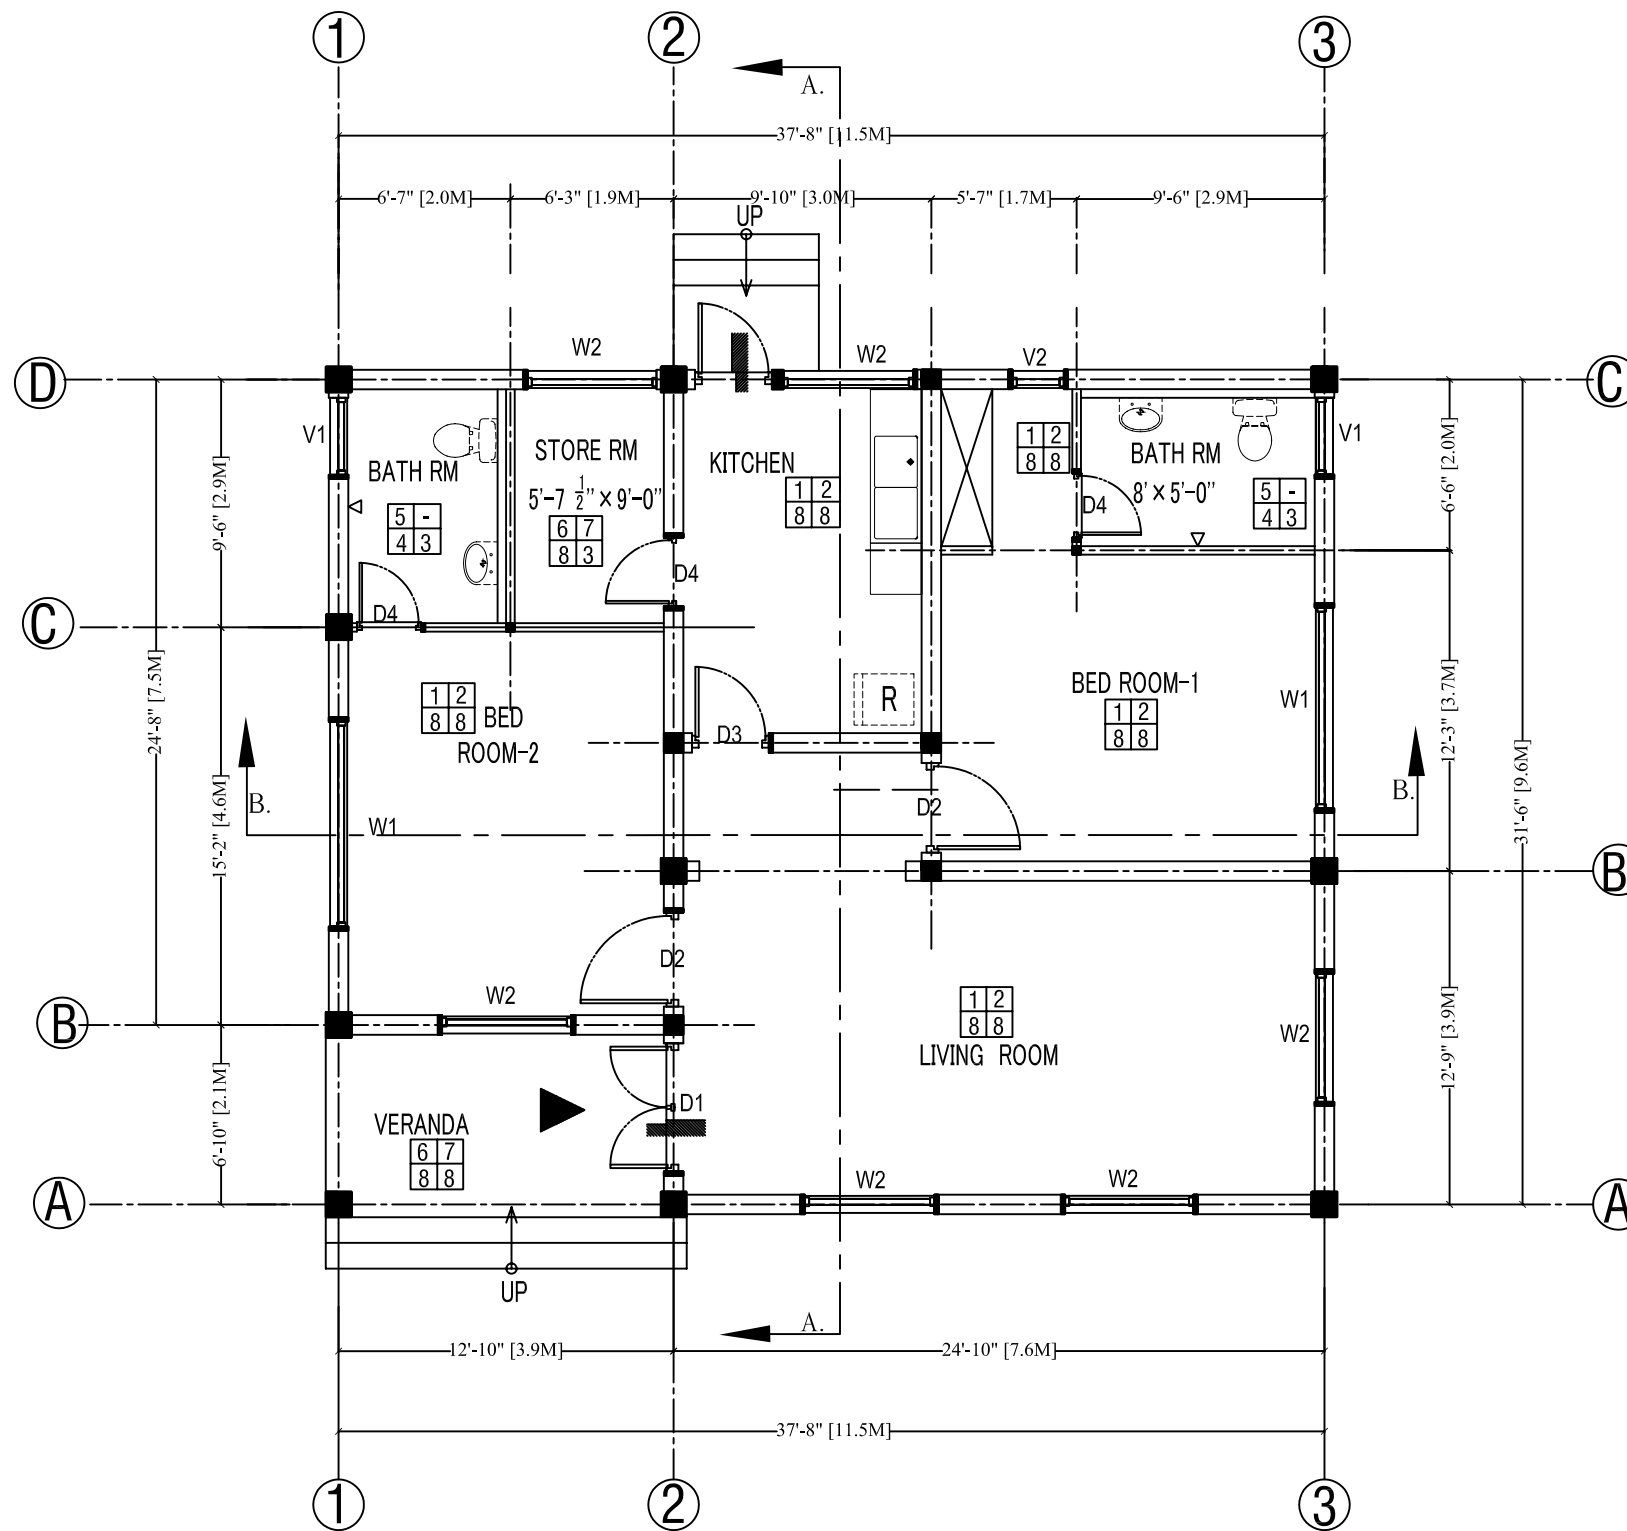 1
2
3
A.
37'-8" [11.5M]
6'-7" [2.0M]
6'-3" [1.9M]
9'-10" [3.0M]
5'-7" [1.7M]
9'-6" [2.9M]
UP
W2
W2
V2
D
C
V1
V1
BATH RM
STORE RM
5'-7 1/2" × 9'-0"
KITCHEN
BATH RM
8' × 5'-0"
5 -
4 3
6 7
8 3
1 2
8 8
1 2
8 8
5 -
4 3
D4
D4
D4
9'-6" [2.9M]
6'-6" [2.0M]
C
24'-8" [7.5M]
1 2
8 8
BED
ROOM-2
R
BED ROOM-1
1 2
8 8
W1
12'-3" [3.7M]
31'-6" [9.6M]
D3
B.
B.
15'-2" [4.6M]
W1
D2
B
D2
W2
1 2
8 8
LIVING ROOM
W2
12'-9" [3.9M]
B
6'-10" [2.1M]
VERANDA
6 7
8 8
D1
W2
W2
A
A
UP
A.
12'-10" [3.9M]
24'-10" [7.6M]
37'-8" [11.5M]
1
2
3